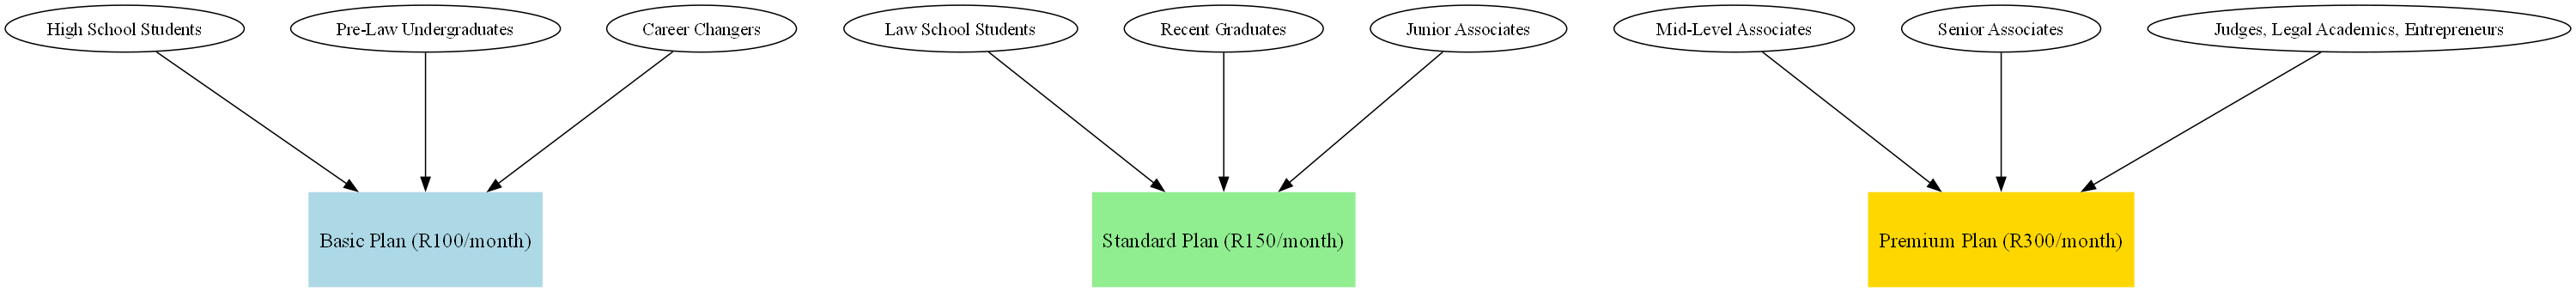 High School Students
Pre-Law Undergraduates
Career Changers
Law School Students
Recent Graduates
Junior Associates
Mid-Level Associates
Senior Associates
Judges, Legal Academics, Entrepreneurs
Basic Plan (R100/month)
Standard Plan (R150/month)
Premium Plan (R300/month)